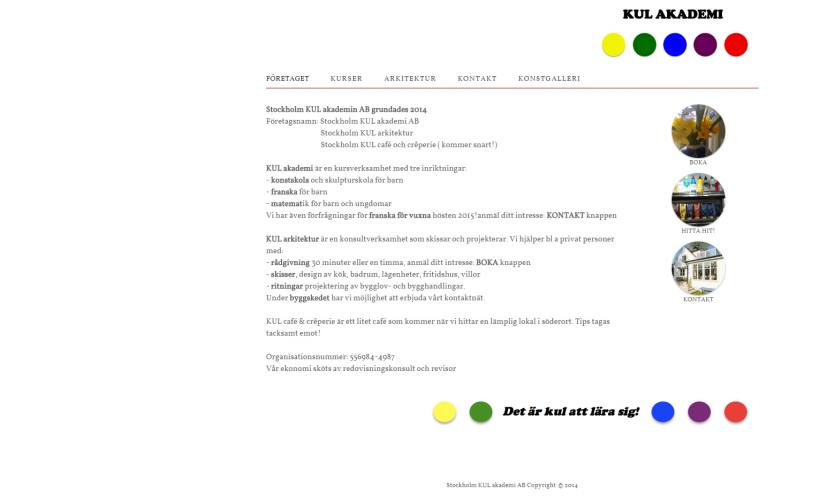 KUL AKADEMI
FÖRETAGET KURSER ARKITEKTUR KONTAKT KONSTGALLERI
Stockholm KUL akademin AB grundades 2014
Företagsnamn: Stockholm KUL akademi AB
Stockholm KUL arkitektur
Stockholm KUL café och crêperie ( kommer snart!)
KUL akademi är en kursverksamhet med tre inriktningar:
- konstskola och skulpturskola för barn
- franska för barn
- matematik för barn och ungdomar
Vi har även förfrågningar för franska för vuxna hösten 2015!anmäl ditt intresse: KONTAKT knappen
KUL arkitektur är en konsultverksamhet som skissar och projekterar. Vi hjälper bl a privat personer
med:
- rådgivning 30 minuter eller en timma, anmäl ditt intresse: BOKA knappen
- skisser, design av kök, badrum, lägenheter, fritidshus, villor
- ritningar projektering av bygglov- och bygghandlingar.
Under byggskedet har vi möjlighet att erbjuda vårt kontaktnät.
KUL café & crêperie är ett litet café som kommer när vi hittar en lämplig lokal i söderort. Tips tagas
tacksamt emot!
Organisationsnummer: 556984-4987
Vår ekonomi sköts av redovisningskonsult och revisor
BOKA
HITTA HIT!
KONTAKT
Det är kul att lära sig!
Stockholm KUL akademi AB Copyright © 2014